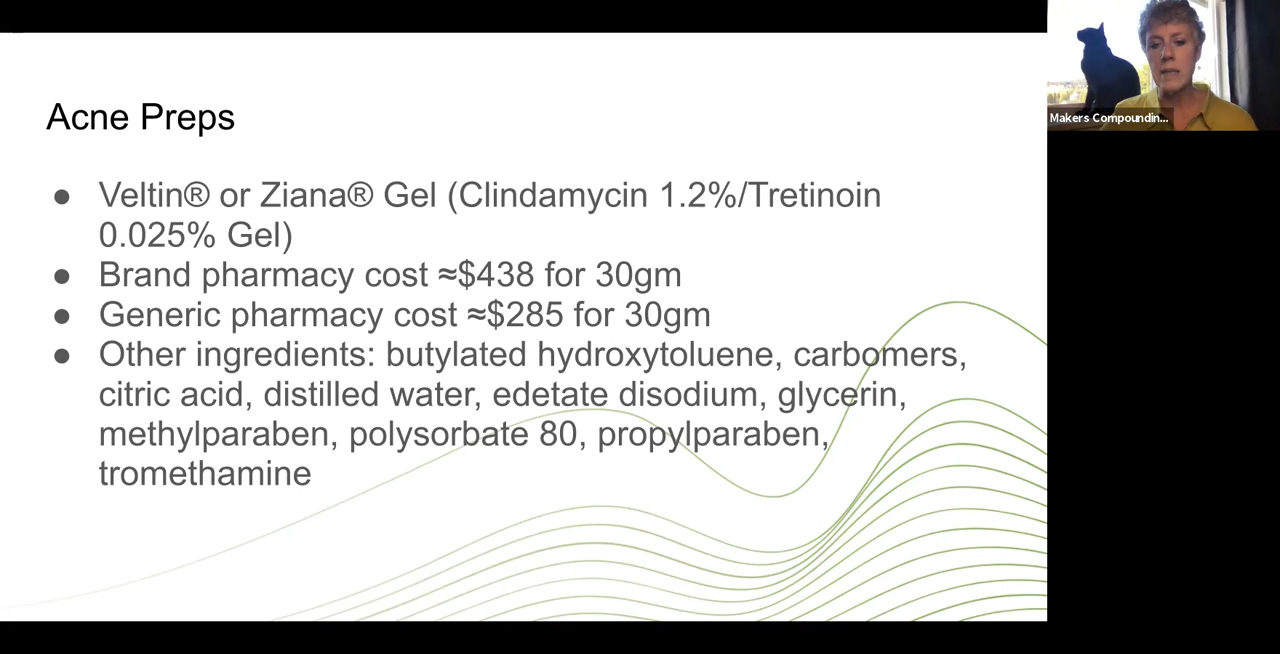 Acne Preps
● Veltin® or Ziana® Gel (Clindamycin 1.2%/Tretinoin
0.025% Gel)
● Brand pharmacy cost ≈$438 for 30gm
● Generic pharmacy cost ≈$285 for 30gm
● Other ingredients: butylated hydroxytoluene, carbomers,
citric acid, distilled water, edetate disodium, glycerin,
methylparaben, polysorbate 80, propylparaben,
tromethamine
Makers Compoundin...